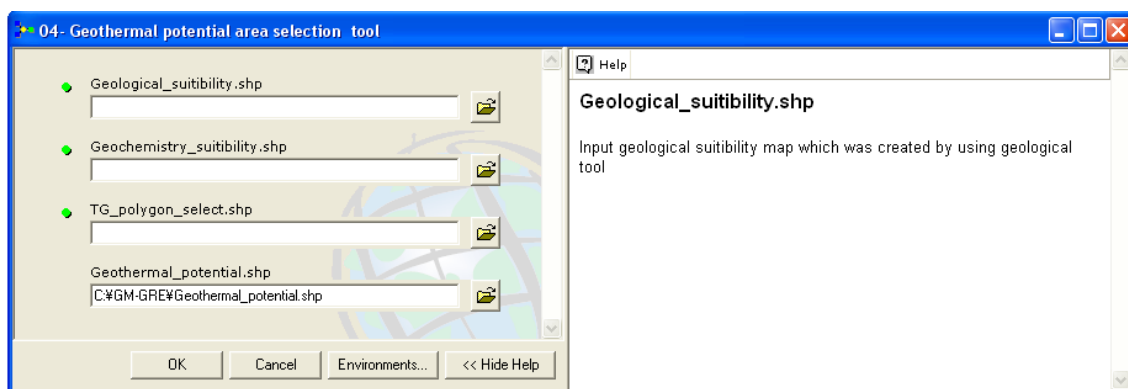 04- Geothermal potential area selection tool
Geological_suitibility.shp
Geochemistry_suitibility.shp
TG_polygon_select.shp
Geothermal_potential.shp
C:¥GM-GRE¥Geothermal_potential.shp
OK
Cancel
Environments...
<< Hide Help
Help
Geological_suitibility.shp
Input geological suitibility map which was created by using geological
tool